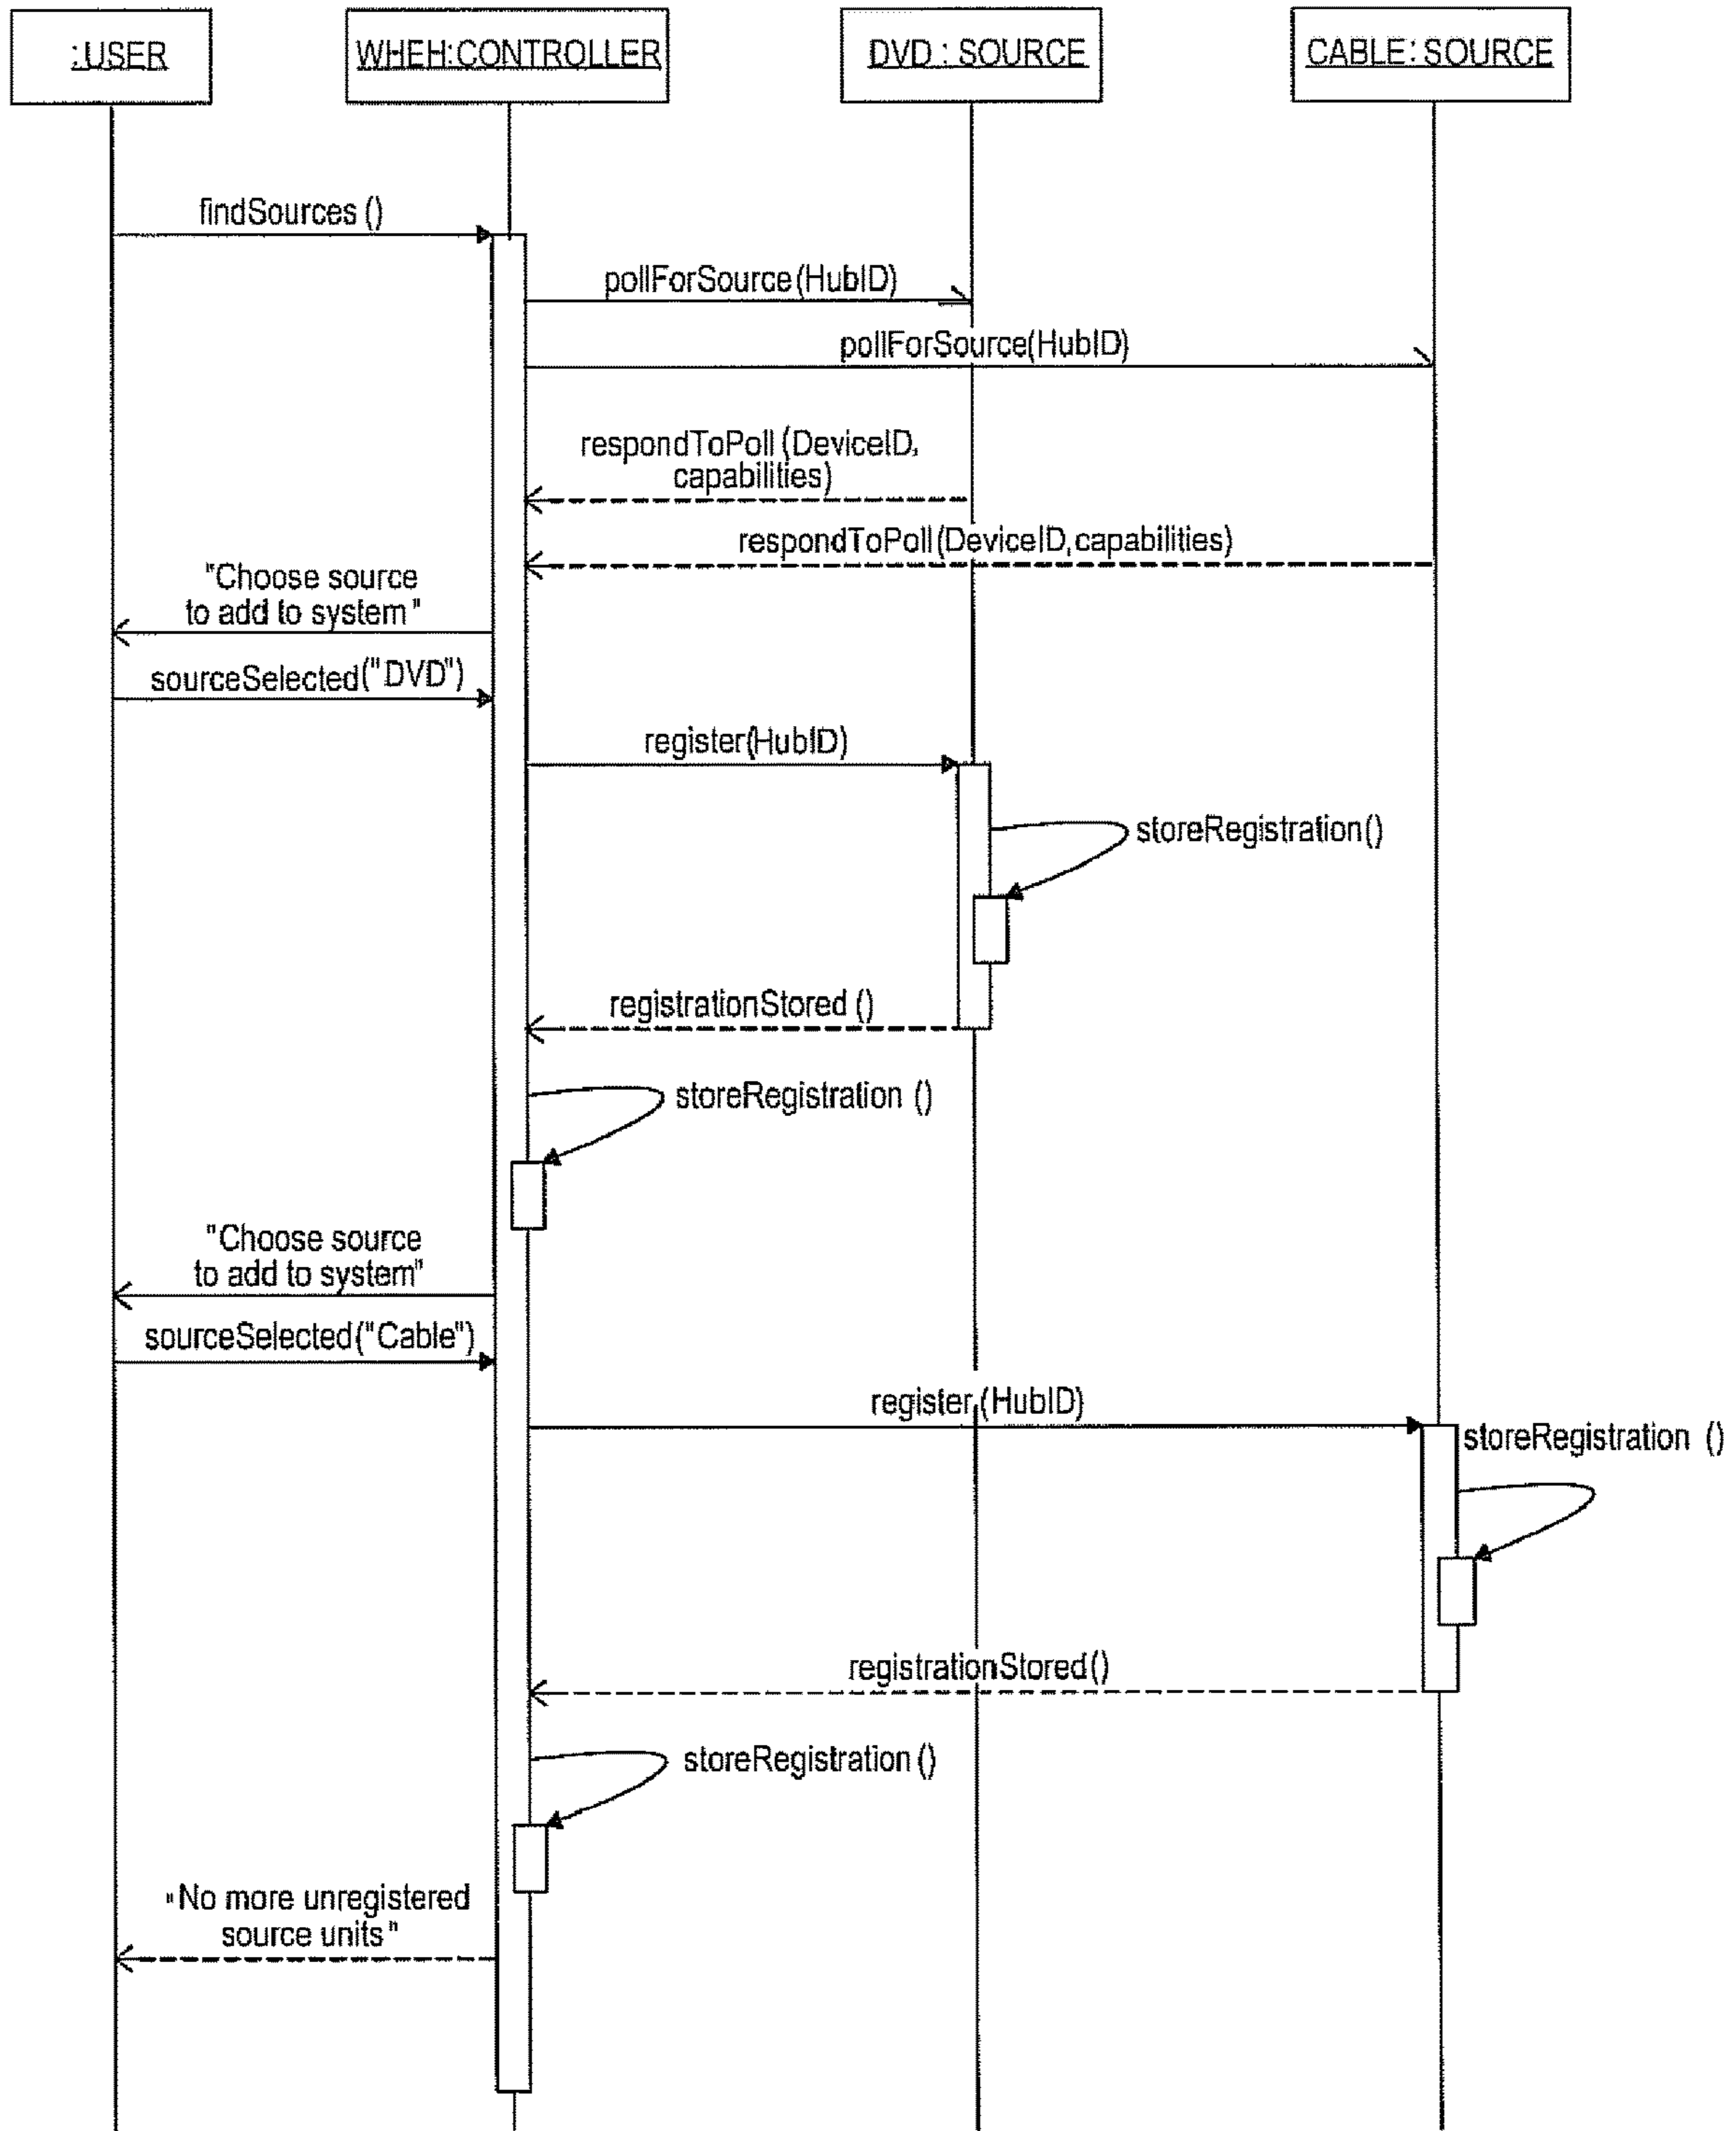 :USER
WHEH:CONTROLLER
DVD : SOURCE
CABLE: SOURCE
findSources ()
pollForSource (HubID)
pollForSource(HubID)
respondToPoll (DeviceID,
capabilities)
respondToPoll (DeviceID, capabilities)
"Choose source
to add to system"
sourceSelected("DVD")
register(HubID)
storeRegistration()
registrationStored ()
storeRegistration ()
"Choose source
to add to system"
sourceSelected("Cable")
register (HubID)
storeRegistration ()
registrationStored()
storeRegistration ()
"No more unregistered
source units"